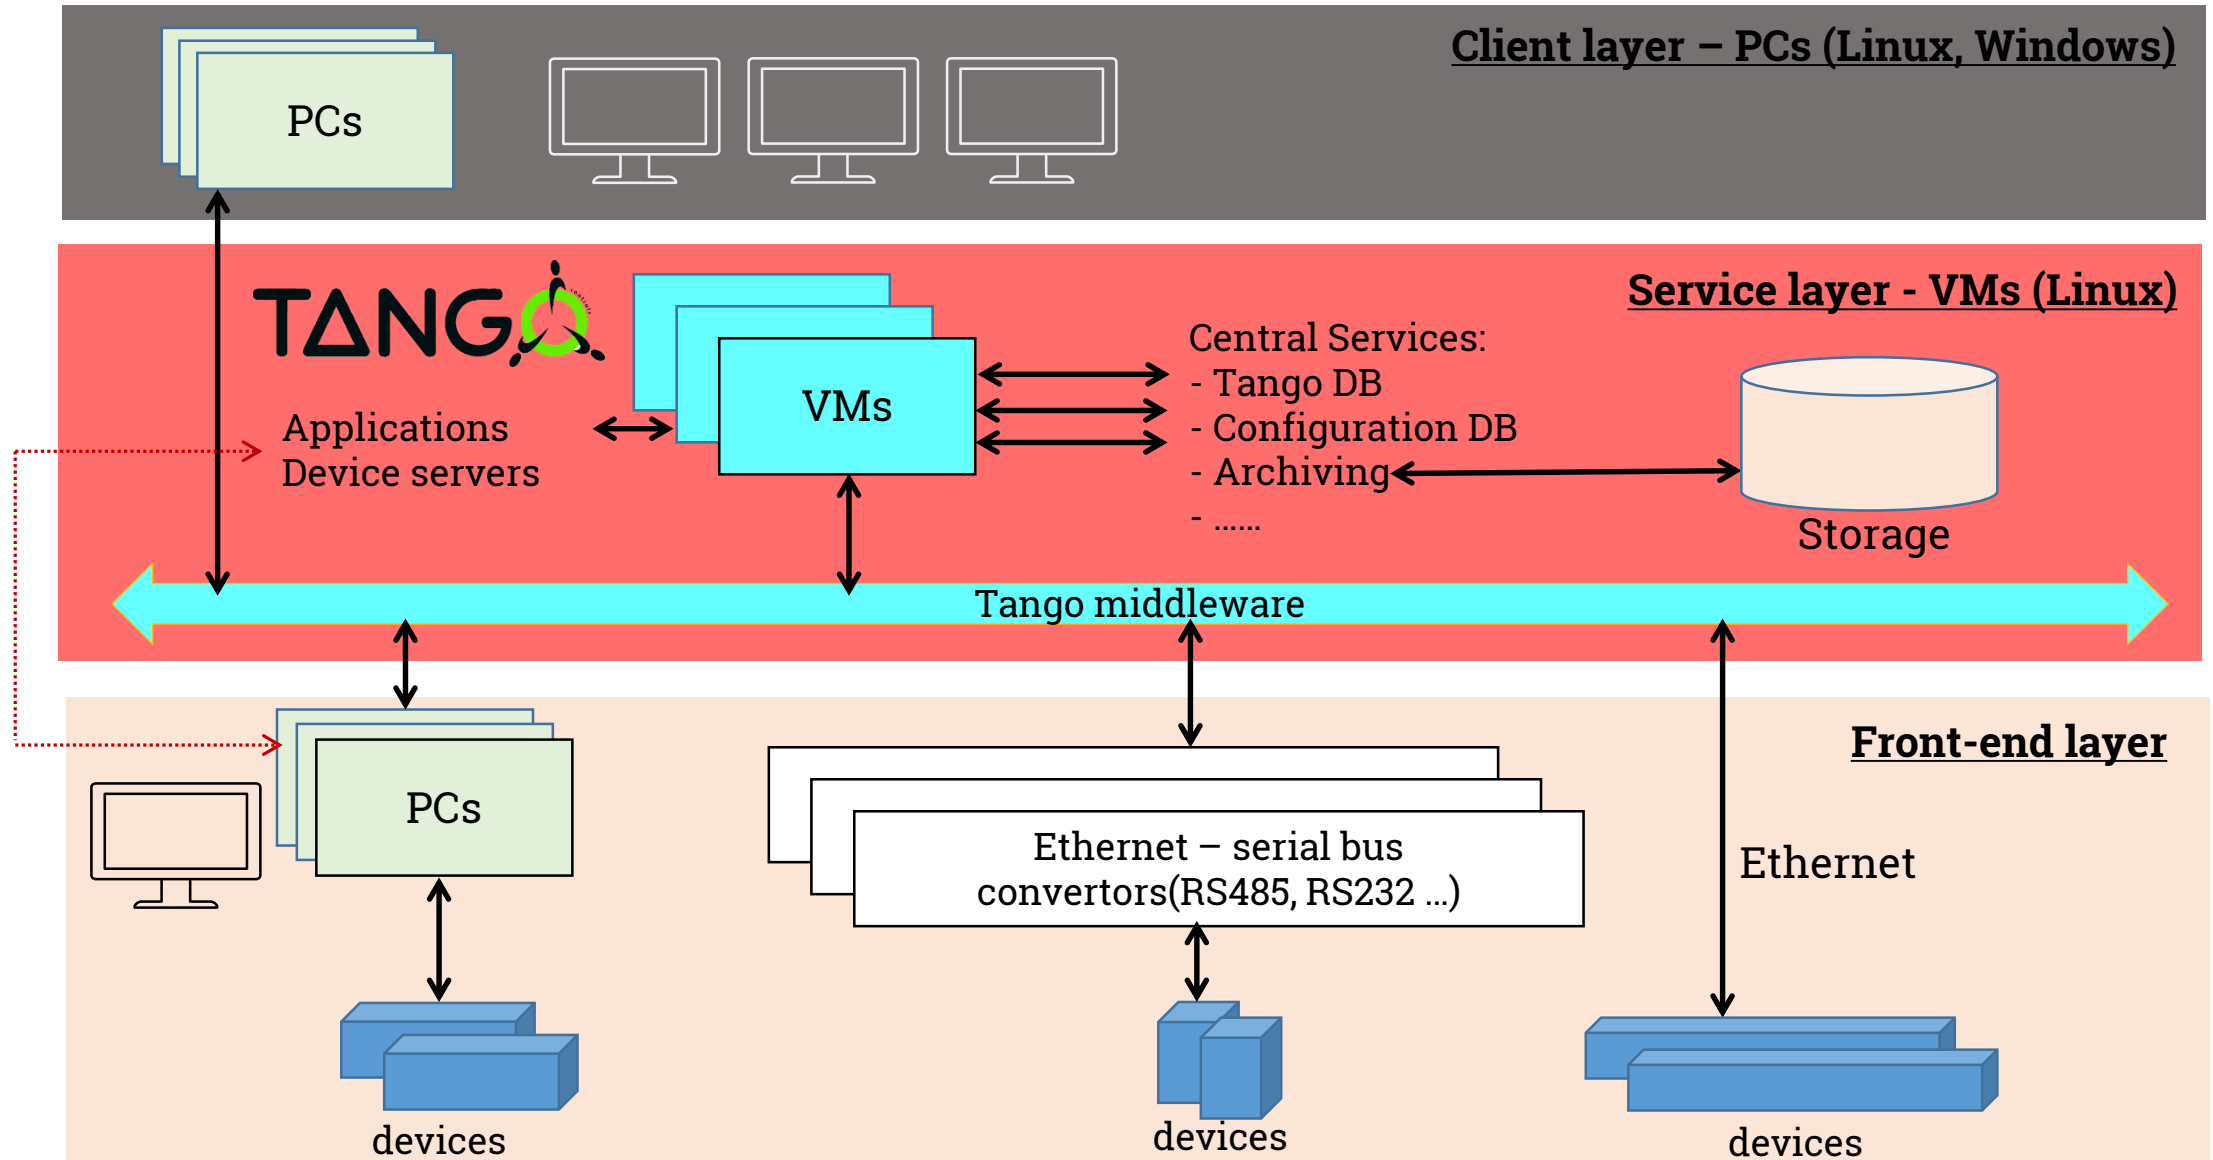 Client layer – PCs (Linux, Windows)
PCs
Service layer - VMs (Linux)
TANGO
controls
VMs
Applications
Device servers
Central Services:
- Tango DB
- Configuration DB
- Archiving
- ......
Storage
Tango middleware
Front-end layer
PCs
Ethernet – serial bus
convertors(RS485, RS232 ...)
Ethernet
devices
devices
devices